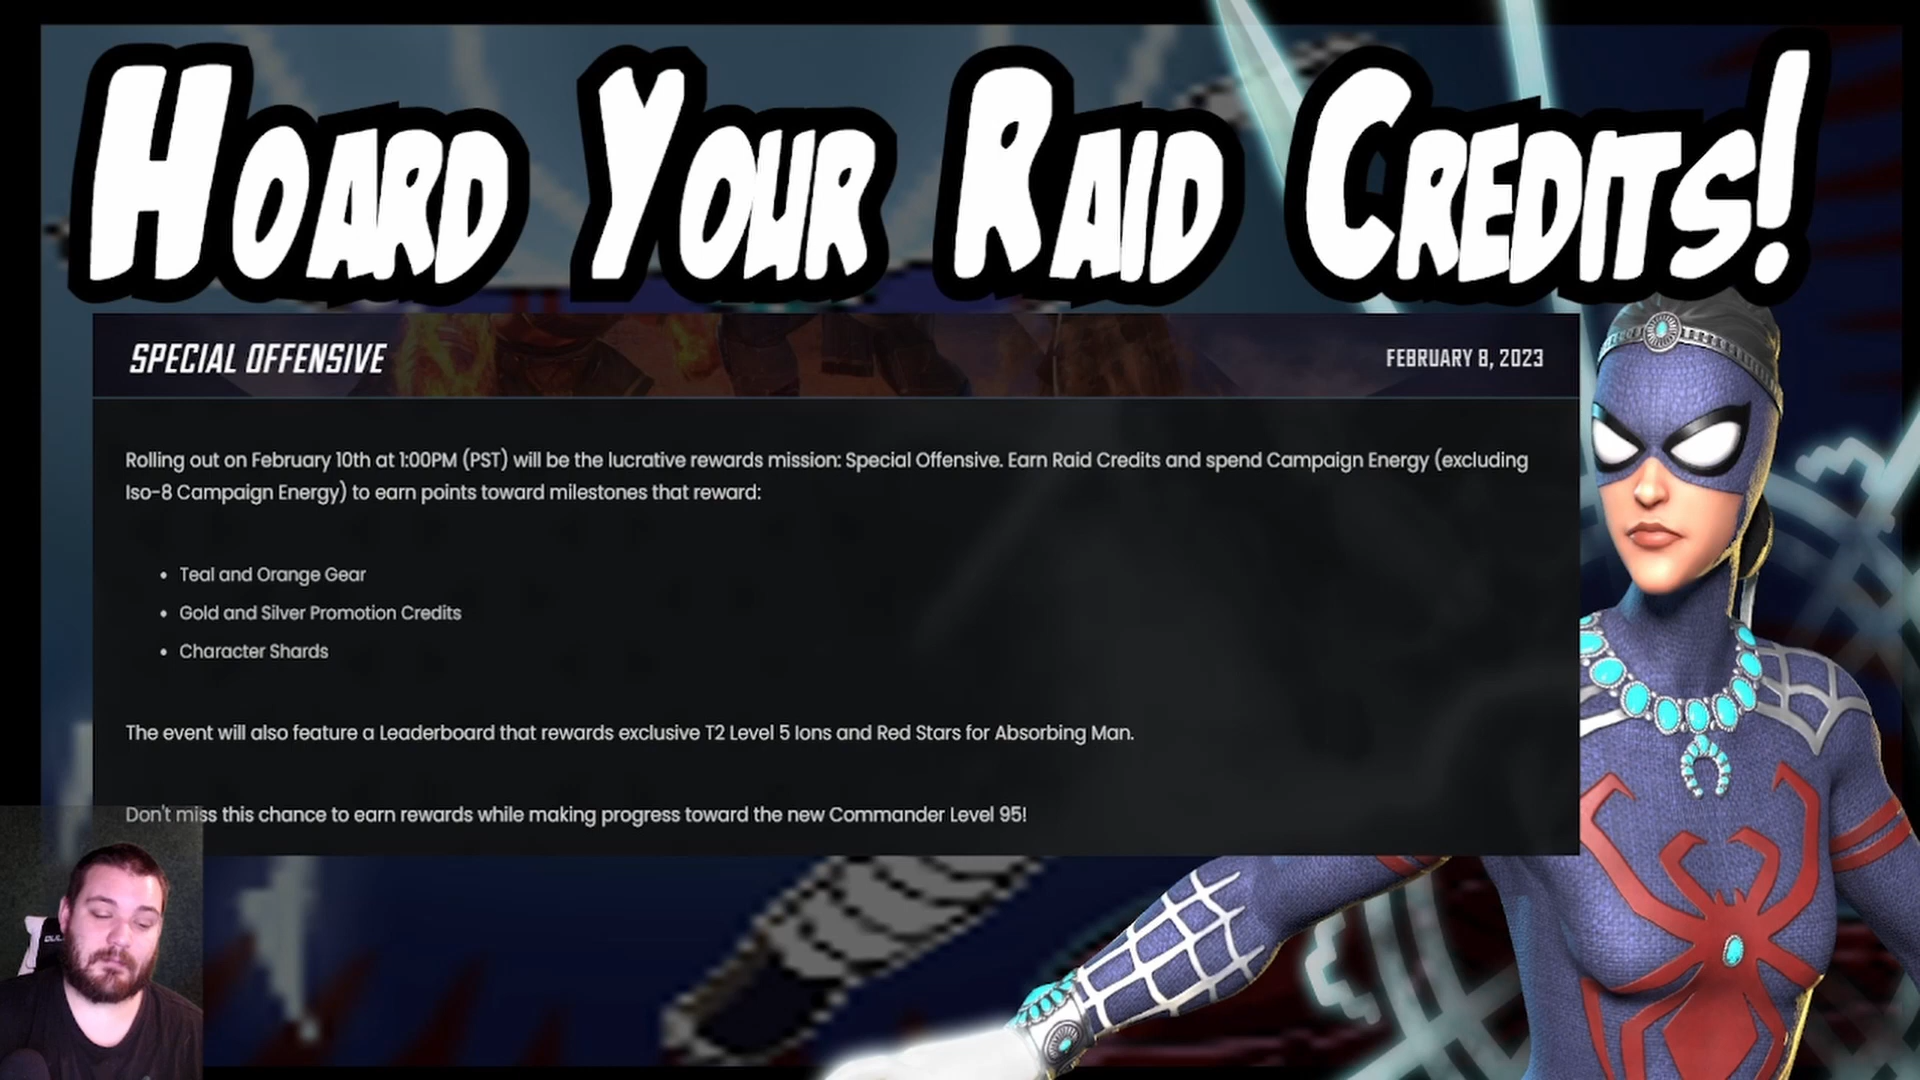 Hoard Your Raid Credits!
SPECIAL OFFENSIVE
FEBRUARY 8, 2023
Rolling out on February 10th at 1:00PM (PST) will be the lucrative rewards mission: Special Offensive. Earn Raid Credits and spend Campaign Energy (excluding
Iso-8 Campaign Energy) to earn points toward milestones that reward:
• Teal and Orange Gear
• Gold and Silver Promotion Credits
• Character Shards
The event will also feature a Leaderboard that rewards exclusive T2 Level 5 Ions and Red Stars for Absorbing Man.
Don't miss this chance to earn rewards while making progress toward the new Commander Level 95!